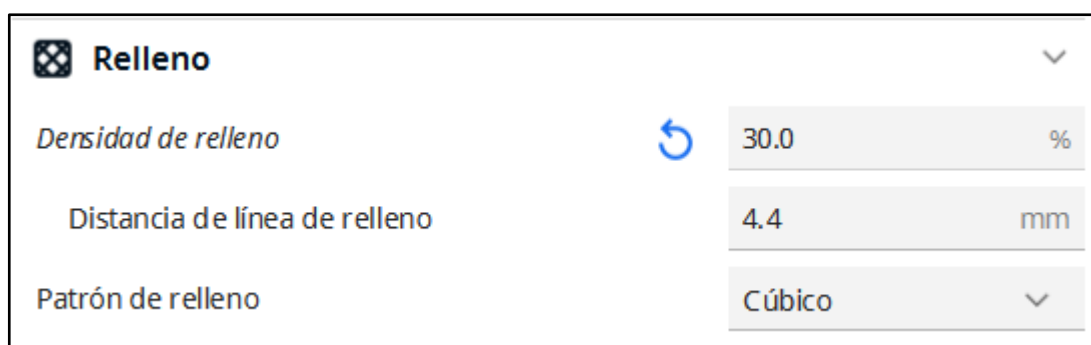 Relleno
Densidad de relleno 30.0 %
Distancia de línea de relleno 4.4 mm
Patrón de relleno Cúbico